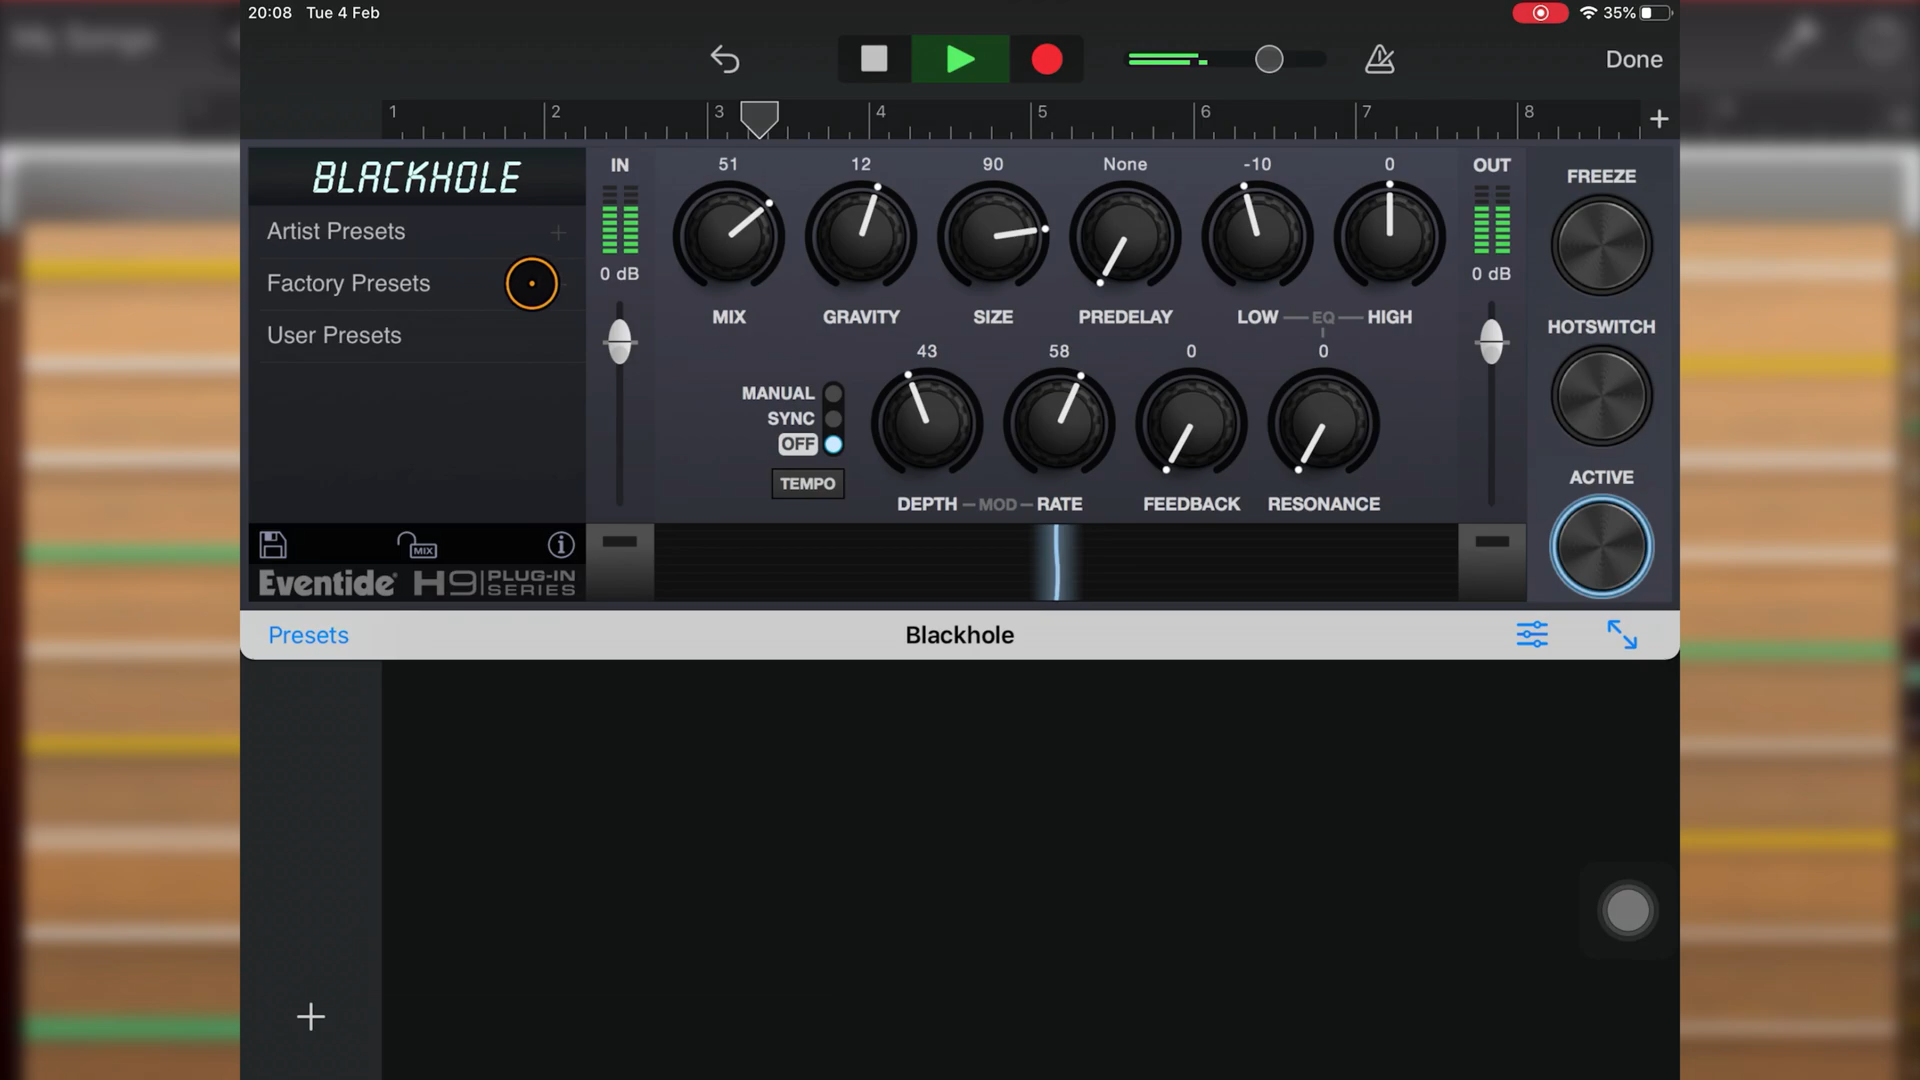 20:08 Tue 4 Feb
35%
My Songs
Done
1 2 3 4 5 6 7 8
BLACKHOLE
Artist Presets
Factory Presets
User Presets
IN
0 dB
51 12 90 None -10 0
MIX GRAVITY SIZE PREDELAY LOW EQ HIGH
43 58 0 0
MANUAL
SYNC
OFF
TEMPO
DEPTH MOD RATE FEEDBACK RESONANCE
OUT
0 dB
FREEZE
HOTSWITCH
ACTIVE
MIX
Eventide H9 PLUG-IN SERIES
Presets
Blackhole